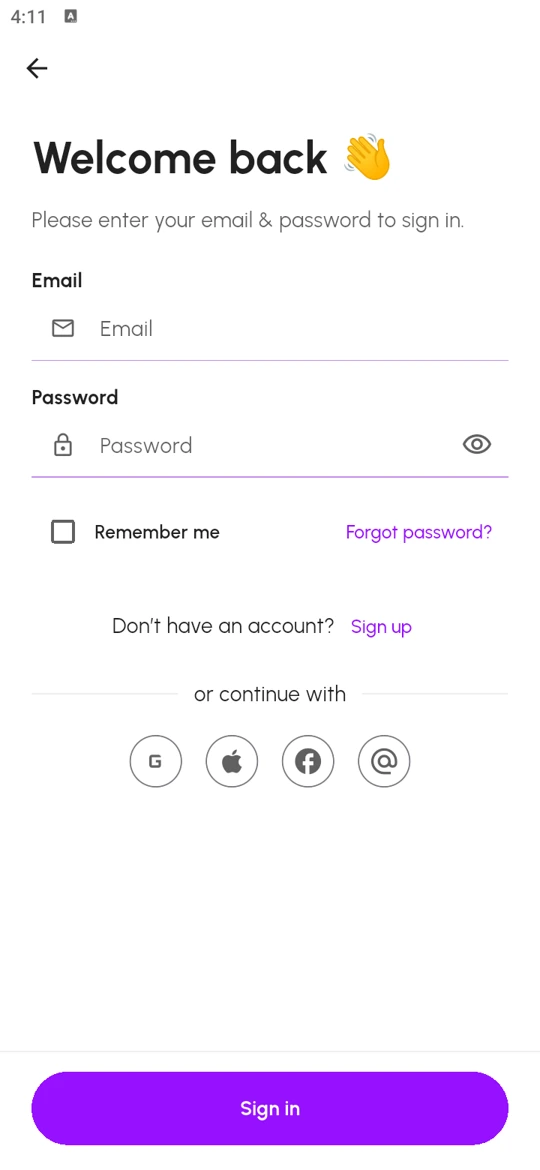 4:11
Welcome back 👋
Please enter your email & password to sign in.
Email
Email
Password
Password
Remember me Forgot password?
Don't have an account? Sign up
or continue with
G
Sign in